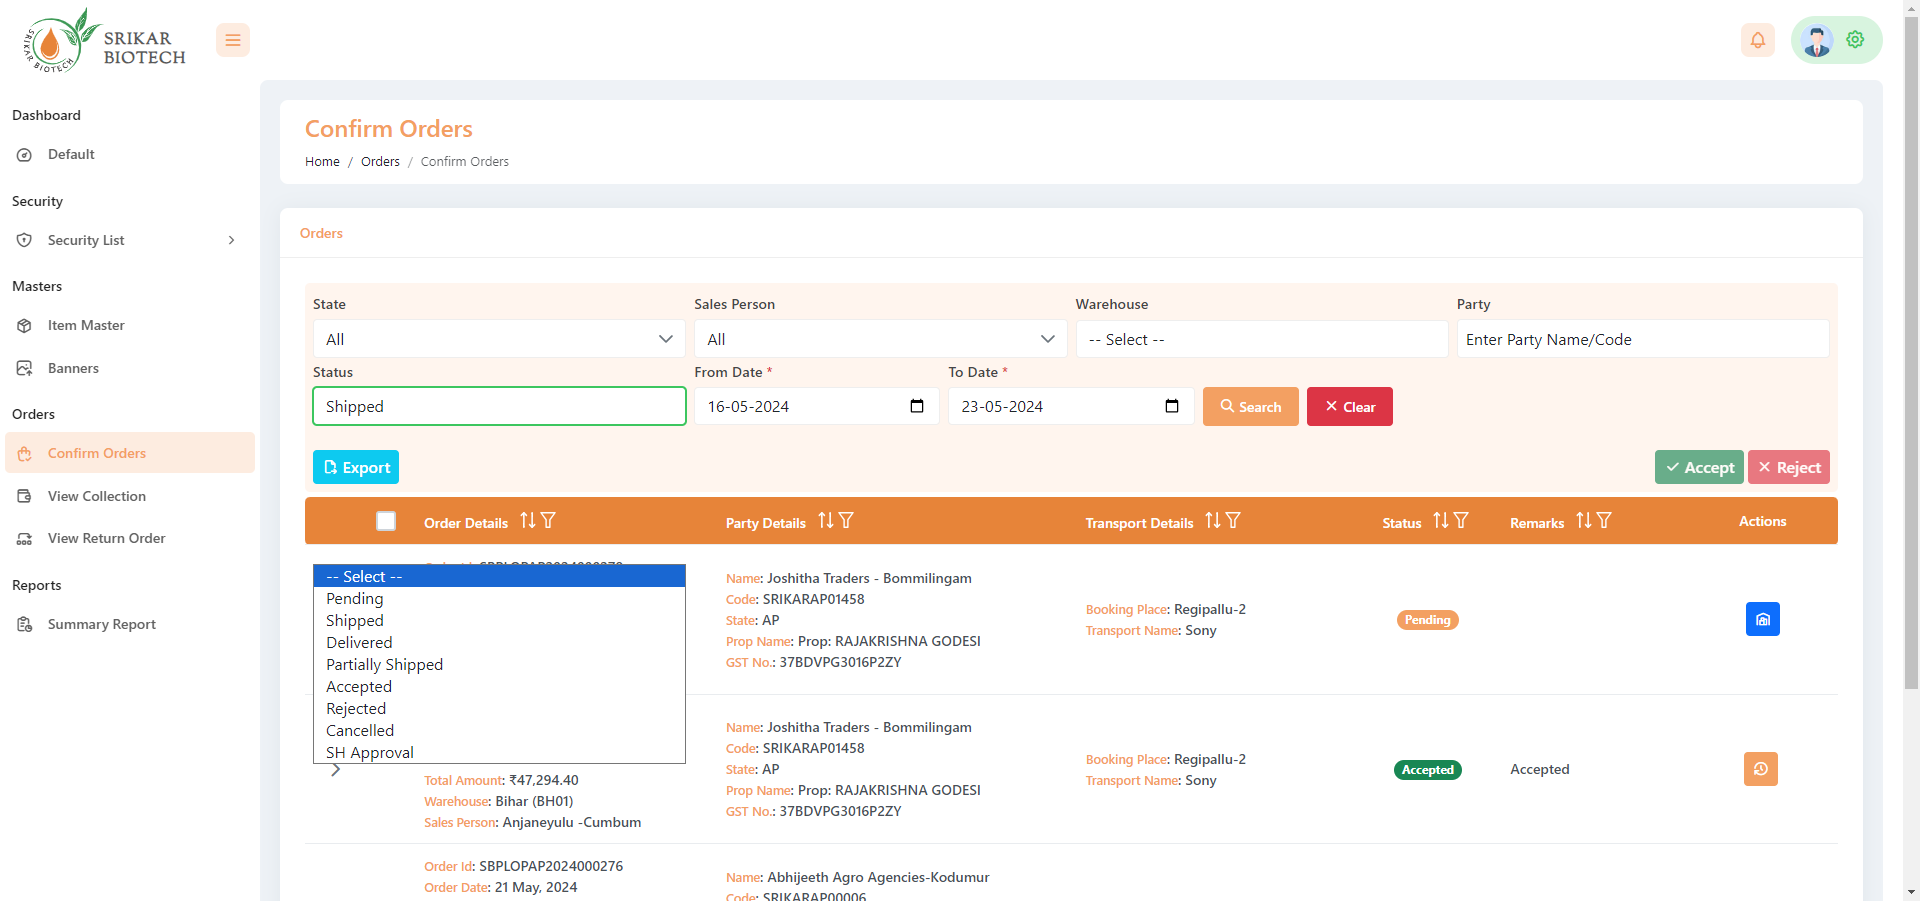 SRIKAR BIOTECH
SRIKAR
BIOTECH
Dashboard
Default
Security
Security List
Masters
Item Master
Banners
Orders
Confirm Orders
View Collection
View Return Order
Reports
Summary Report
Confirm Orders
Home / Orders / Confirm Orders
Orders
State Sales Person Warehouse Party
All All -- Select -- Enter Party Name/Code
Status From Date * To Date *
Shipped 16-05-2024 23-05-2024 Search Clear
Export Accept Reject
Order Details Party Details Transport Details Status Remarks Actions
-- Select --
Pending
Shipped
Delivered
Partially Shipped
Accepted
Rejected
Cancelled
SH Approval
Name: Joshitha Traders - Bommilingam
Code: SRIKARAP01458
State: AP
Prop Name: Prop: RAJAKRISHNA GODESI
GST No.: 37BDVPG3016P2ZY
Booking Place: Regipallu-2
Transport Name: Sony
Pending
Total Amount: ₹47,294.40
Warehouse: Bihar (BH01)
Sales Person: Anjaneyulu -Cumbum
Name: Joshitha Traders - Bommilingam
Code: SRIKARAP01458
State: AP
Prop Name: Prop: RAJAKRISHNA GODESI
GST No.: 37BDVPG3016P2ZY
Booking Place: Regipallu-2
Transport Name: Sony
Accepted
Accepted
Order Id: SBPLOPAP2024000276
Order Date: 21 May, 2024
Name: Abhijeeth Agro Agencies-Kodumur
Code: SRIKARAP00006